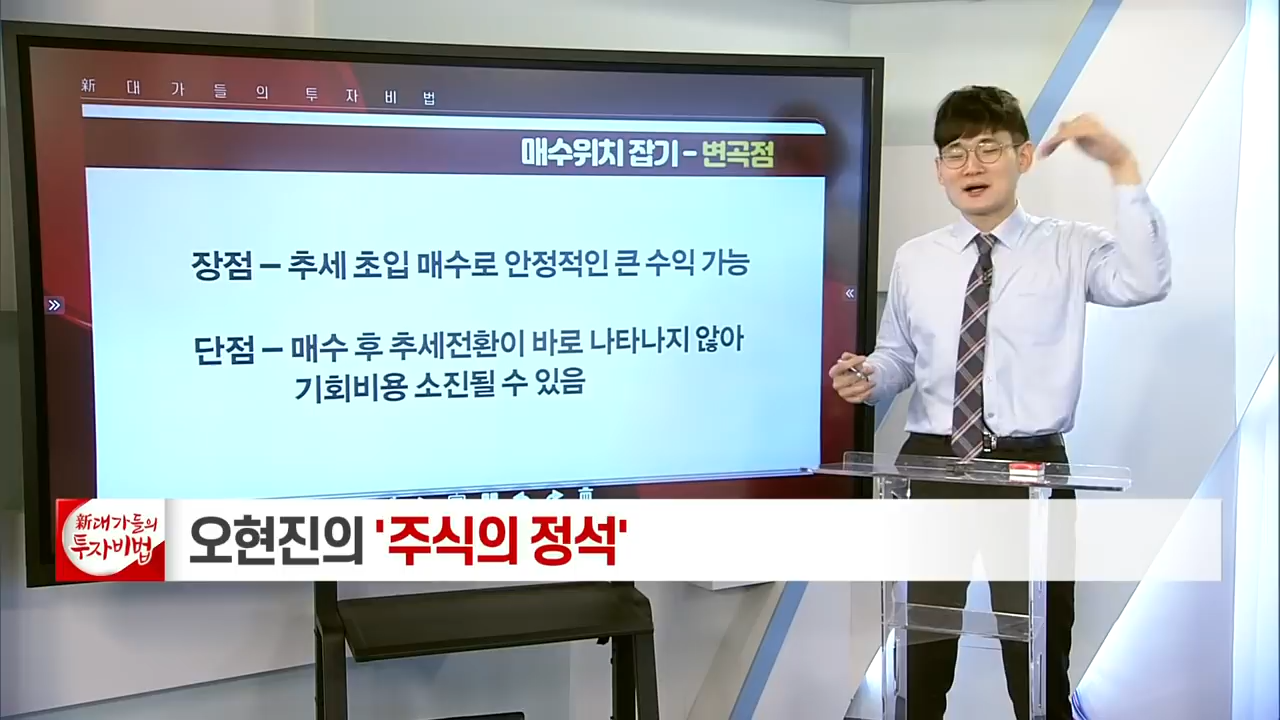 新 대 가 들 의 투 자 비 법
매수위치 잡기 - 변곡점
장점 – 추세 초입 매수로 안정적인 큰 수익 가능
단점 – 매수 후 추세전환이 바로 나타나지 않아
기회비용 소진될 수 있음
新대가들의
투자비법
오현진의 '주식의 정석'